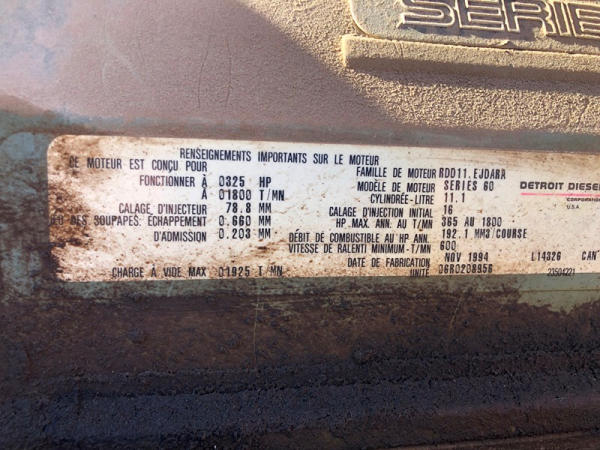 SERIE
RENSEIGNEMENTS IMPORTANTS SUR LE MOTEUR
CE MOTEUR EST CONÇU POUR
FONCTIONNER À 0325 HP
À 01800 T/MN
CALAGE D'INJECTEUR 78.8 MM
JEU DES SOUPAPES: ÉCHAPPEMENT 0.660 MM
D'ADMISSION 0.203 MM
CHARGE À VIDE MAX 01925 T/MN
FAMILLE DE MOTEUR RDD11.EJDARA
MODÈLE DE MOTEUR SERIES 60
CYLINDRÉE-LITRE 11.1
CALAGE D'INJECTION INITIAL 16
HP.MAX. ANN. AU T/MN 365 AU 1800
DÉBIT DE COMBUSTIBLE AU HP ANN. 192.1 MM3/COURSE
VITESSE DE RALENTI MINIMUM-T/MN 600
DATE DE FABRICATION NOV 1994 L14326 CAN
UNITÉ 06R0208956 23504221
DETROIT DIESEL
CORPORATION
U.S.A.